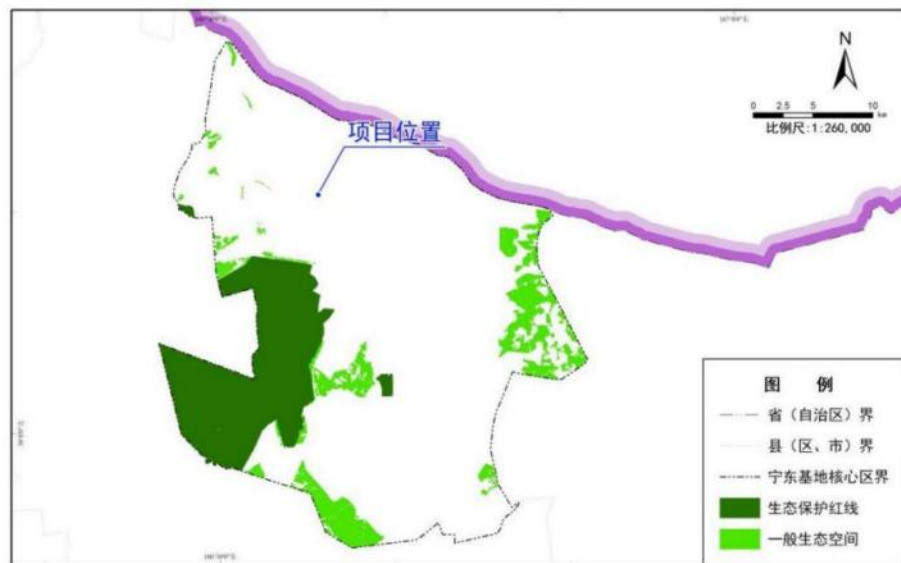 N
0 2.5 5 10
km
比例尺:1:260,000
项目位置
图 例
省（自治区）界
县（区、市）界
宁东基地核心区界
生态保护红线
一般生态空间